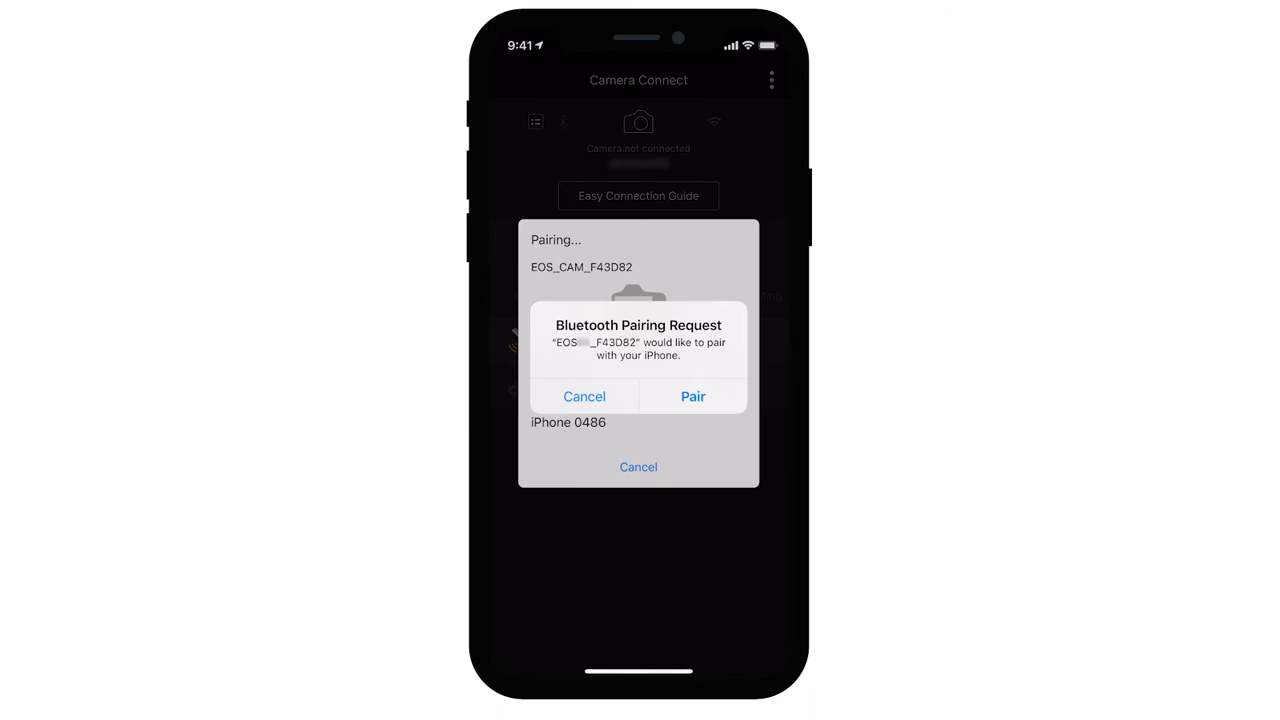 9:41
Camera Connect
Camera not connected
Easy Connection Guide
Pairing...
EOS_CAM_F43D82
Bluetooth Pairing Request
"EOS _F43D82" would like to pair
with your iPhone.
Cancel
Pair
iPhone 0486
Cancel